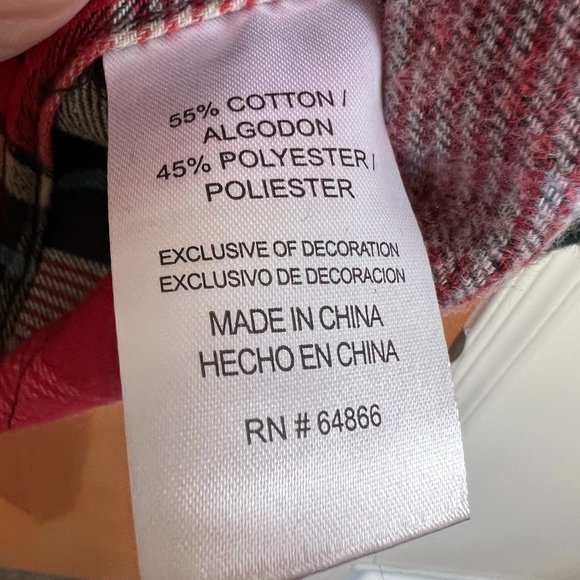 55% COTTON /
ALGODON
45% POLYESTER/
POLIESTER
EXCLUSIVE OF DECORATION
EXCLUSIVO DE DECORACION
MADE IN CHINA
HECHO EN CHINA
RN # 64866